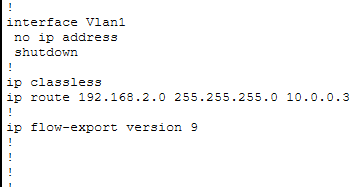 !
interface Vlan1
 no ip address
 shutdown
!
ip classless
ip route 192.168.2.0 255.255.255.0 10.0.0.3
!
ip flow-export version 9
!
!
!
!